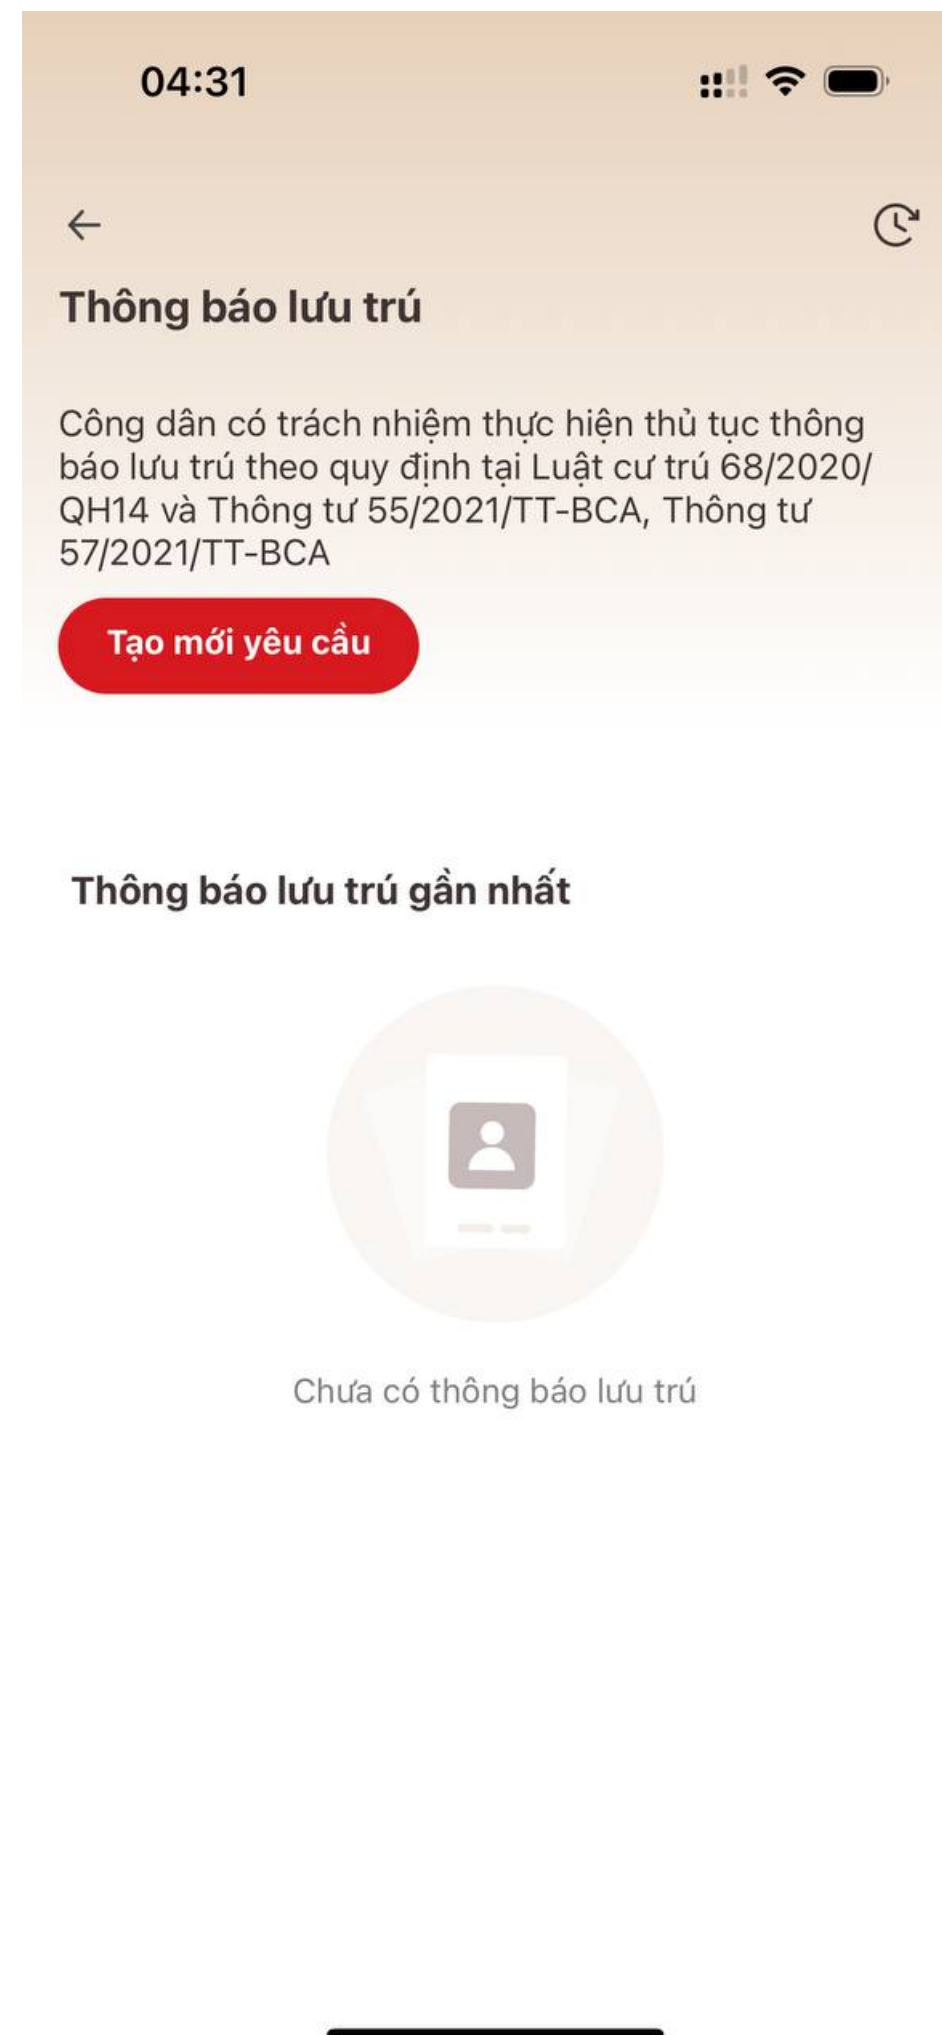 04:31
Thông báo lưu trú
Công dân có trách nhiệm thực hiện thủ tục thông
báo lưu trú theo quy định tại Luật cư trú 68/2020/
QH14 và Thông tư 55/2021/TT-BCA, Thông tư
57/2021/TT-BCA
Tạo mới yêu cầu
Thông báo lưu trú gần nhất
Chưa có thông báo lưu trú